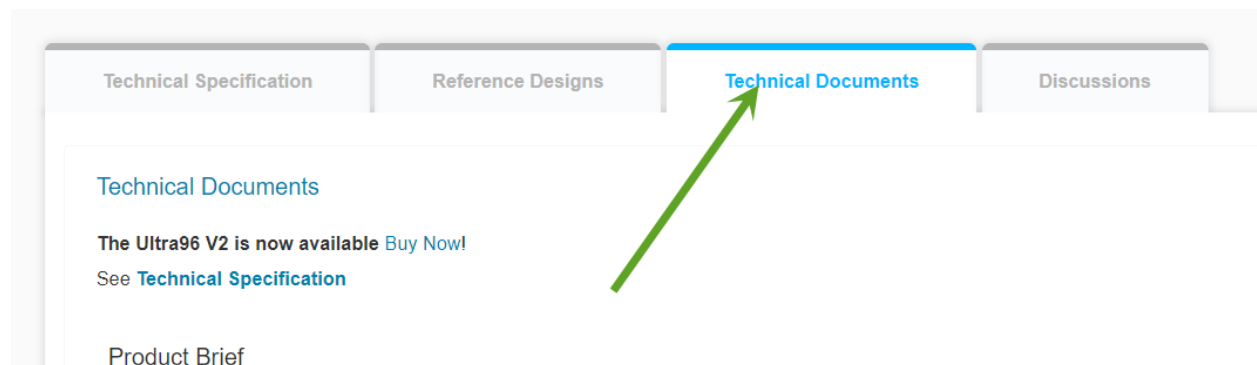 Technical Specification
Reference Designs
Technical Documents
Discussions
Technical Documents
The Ultra96 V2 is now available Buy Now!
See Technical Specification
Product Brief